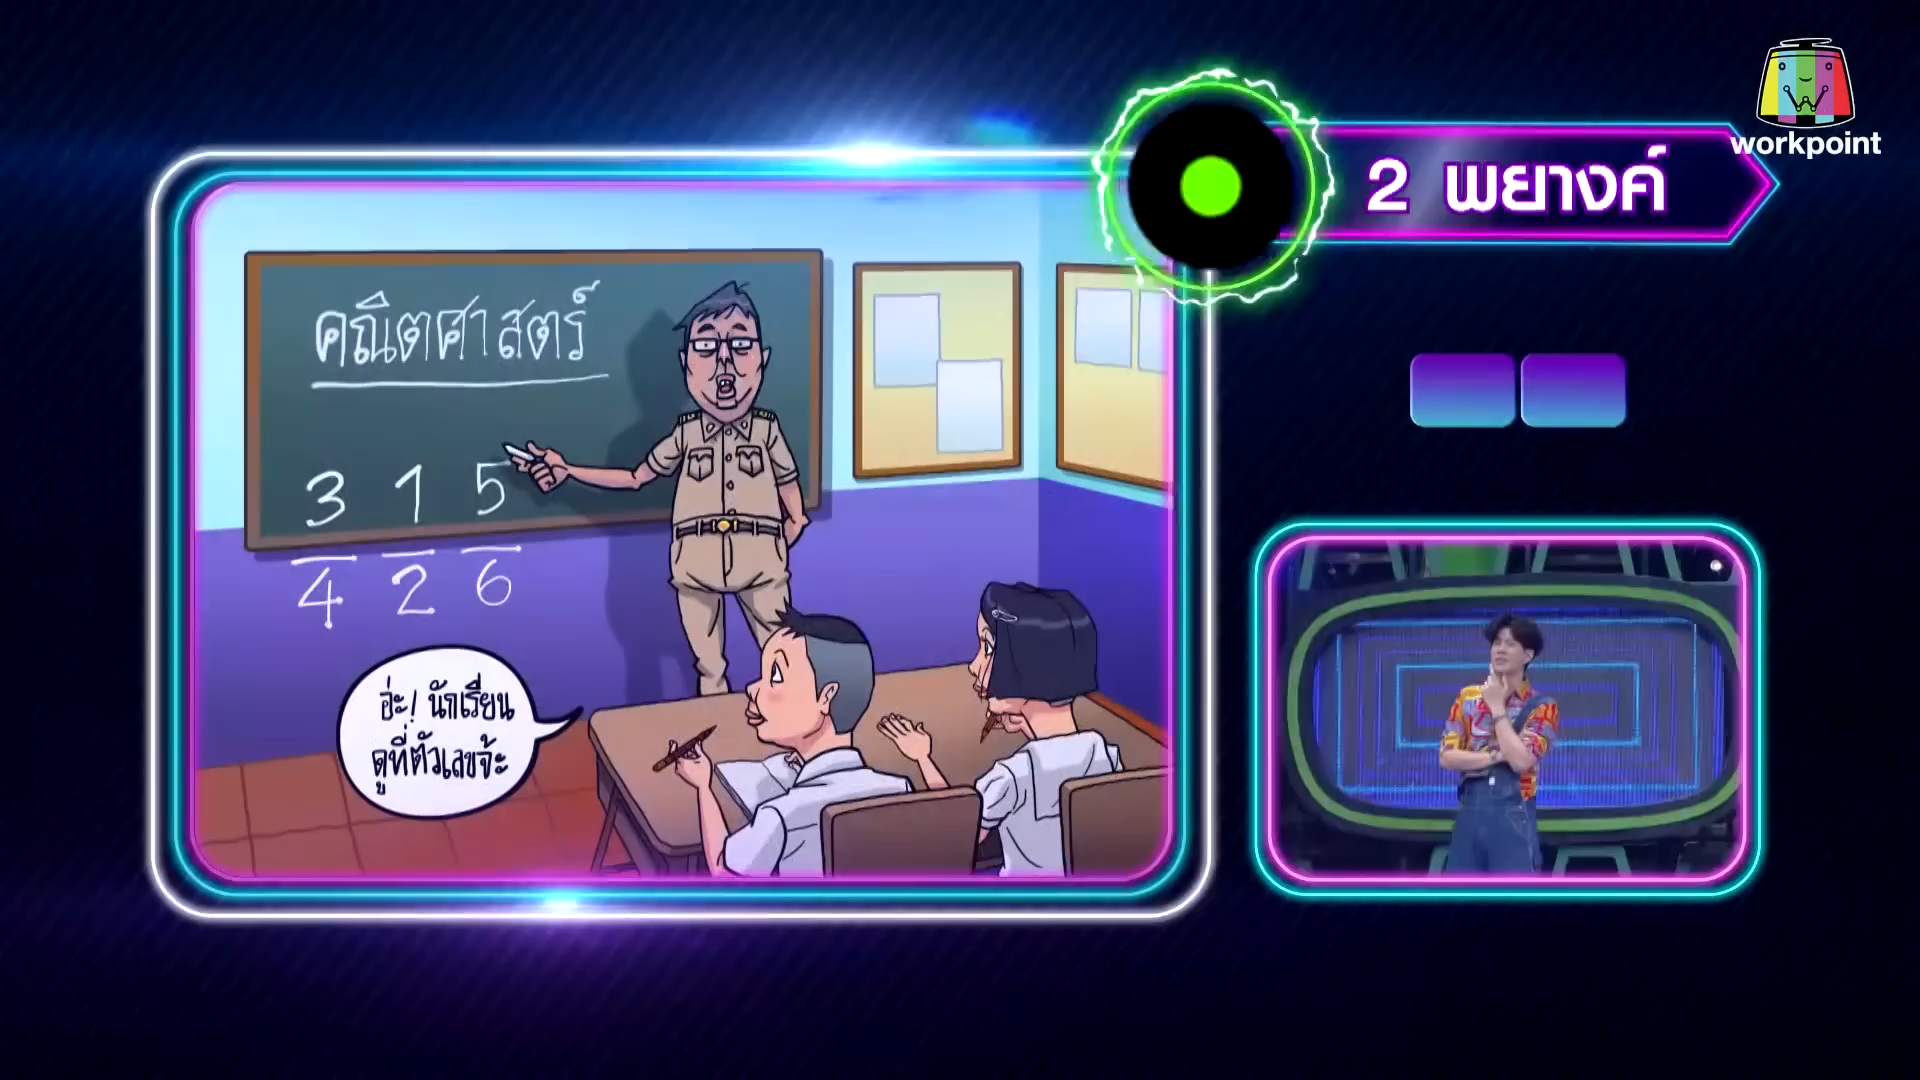 workpoint
2 พยางค์
คณิตศาสตร์
3 1 5
4 2 6
อ่ะ! นักเรียน
ดูที่ตัวเลขจ้ะ